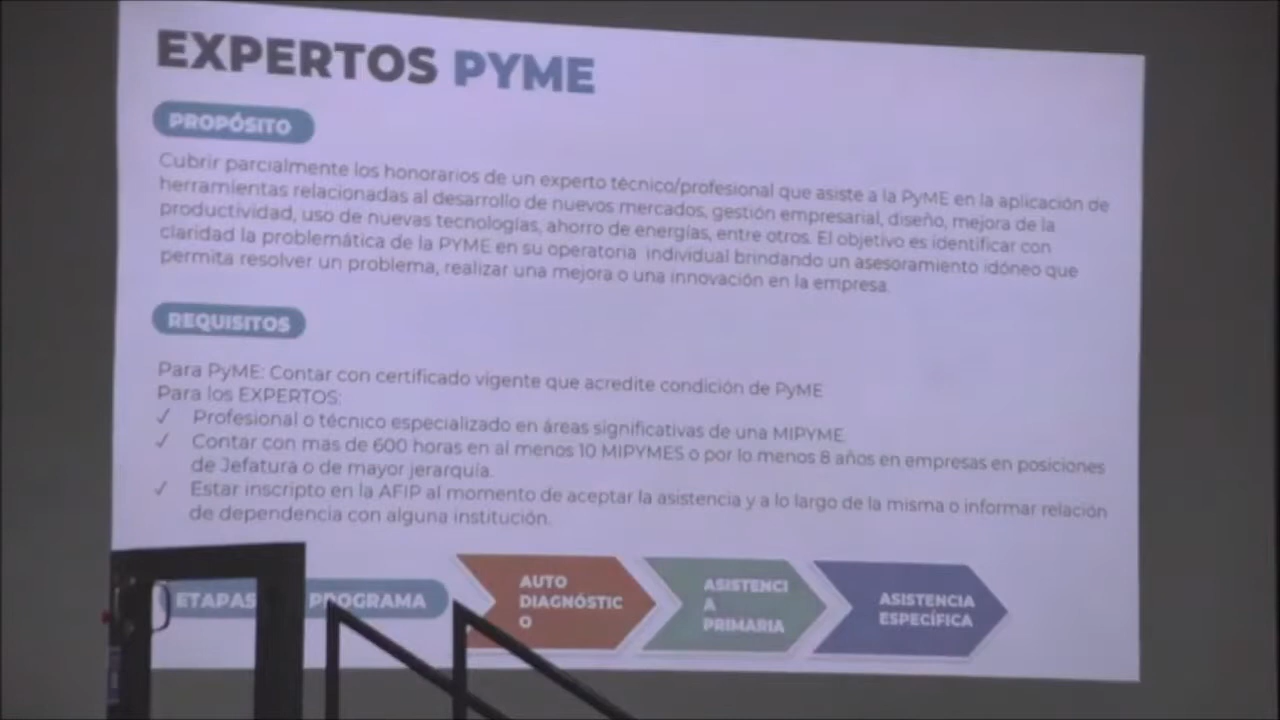 EXPERTOS PYME
PROPÓSITO
Cubrir parcialmente los honorarios de un experto técnico/profesional que asiste a la PyME en la aplicación de
herramientas relacionadas al desarrollo de nuevos mercados, gestión empresarial, diseño, mejora de la
productividad, uso de nuevas tecnologías, ahorro de energías, entre otros. El objetivo es identificar con
claridad la problemática de la PYME en su operatoria individual brindando un asesoramiento idóneo que
permita resolver un problema, realizar una mejora o una innovación en la empresa.
REQUISITOS
Para PyME: Contar con certificado vigente que acredite condición de PyME
Para los EXPERTOS:
✓ Profesional o técnico especializado en áreas significativas de una MIPYME.
✓ Contar con mas de 600 horas en al menos 10 MIPYMES o por lo menos 8 años en empresas en posiciones
de Jefatura o de mayor jerarquía.
✓ Estar inscripto en la AFIP al momento de aceptar la asistencia y a lo largo de la misma o informar relación
de dependencia con alguna institución.
ETAPAS PROGRAMA
AUTO
DIAGNÓSTIC
O
ASISTENCI
A
PRIMARIA
ASISTENCIA
ESPECÍFICA